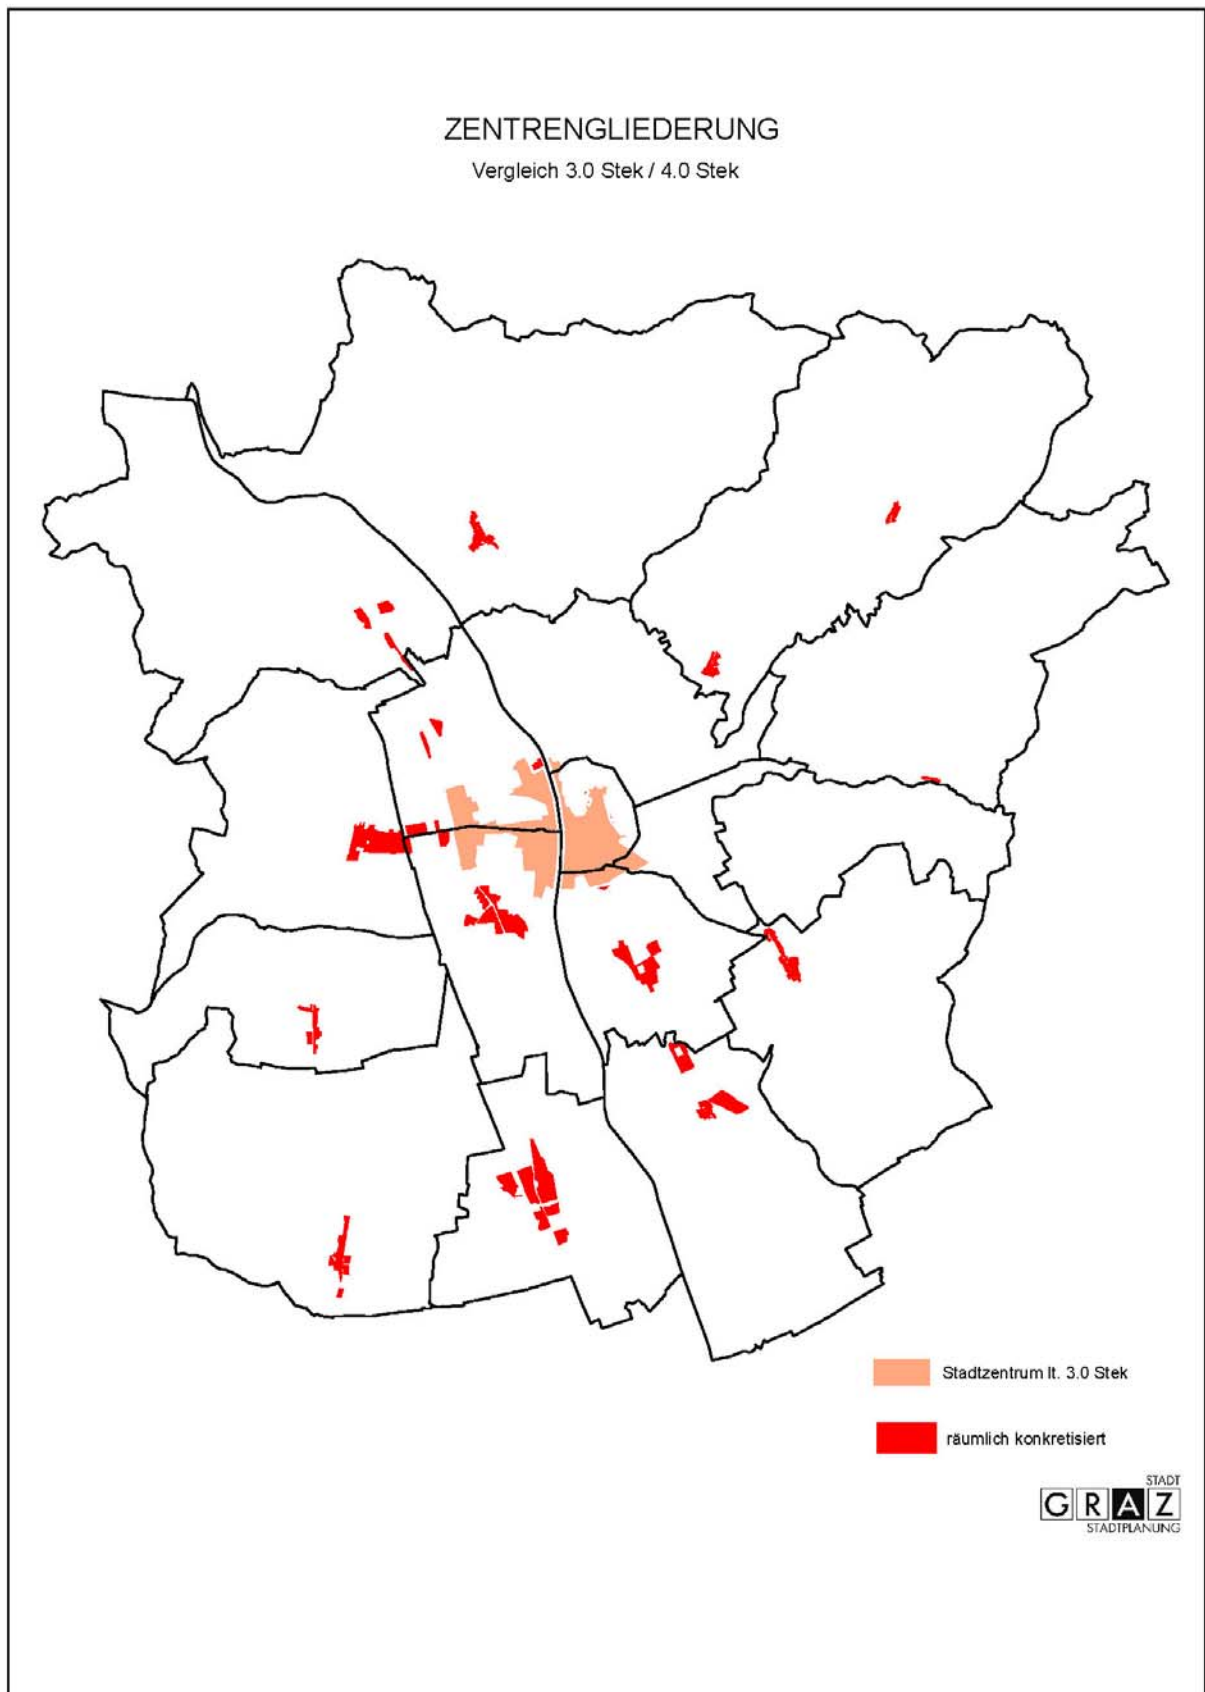 ZENTRENGLIEDERUNG
Vergleich 3.0 Stek / 4.0 Stek
Stadtzentrum lt. 3.0 Stek
räumlich konkretisiert
STADT
GRAZ
STADTPLANUNG